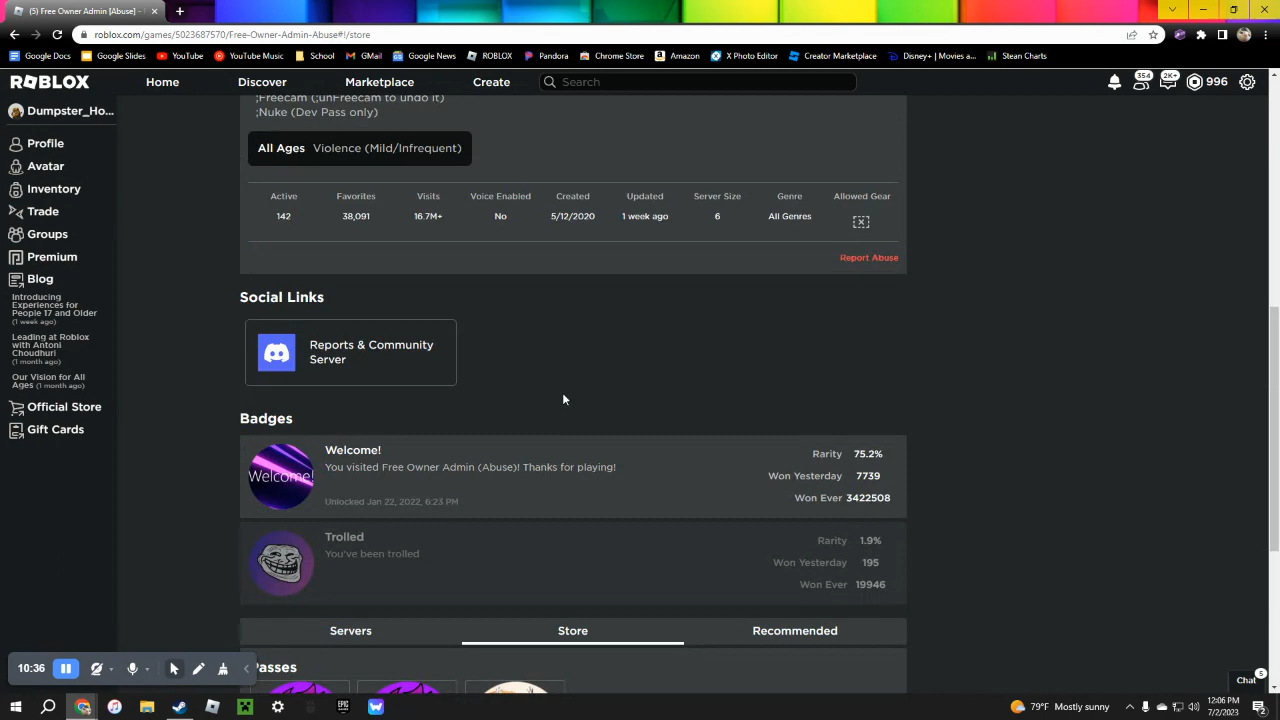 (5) Free Owner Admin [Abuse] -
roblox.com/games/5023687570/Free-Owner-Admin-Abuse#!/store
Google Docs Google Slides YouTube YouTube Music School GMail Google News ROBLOX Pandora Chrome Store Amazon X Photo Editor Creator Marketplace Disney+ | Movies a... Stean Charts
ROBLOX Home Discover Marketplace Create Search 354 2K+ 996
Dumpster_Ho...
Profile
Avatar
Inventory
Trade
Groups
Premium
Blog
Introducing
Experiences for
People 17 and Older
(1 week ago)
Leading at Roblox
with Antoni
Choudhuri
(1 month ago)
Our Vision for All
Ages (1 month ago)
Official Store
Gift Cards
;Freecam (;unFreecam to undo it)
;Nuke (Dev Pass only)
All Ages Violence (Mild/Infrequent)
Active Favorites Visits Voice Enabled Created Updated Server Size Genre Allowed Gear
142 38,091 16.7M+ No 5/12/2020 1 week ago 6 All Genres
Report Abuse
Social Links
Reports & Community
Server
Badges
Welcome!
Welcome!
You visited Free Owner Admin (Abuse)! Thanks for playing!
Unlocked Jan 22, 2022, 6:23 PM
Rarity 75.2%
Won Yesterday 7739
Won Ever 3422508
Trolled
You've been trolled
Rarity 1.9%
Won Yesterday 195
Won Ever 19946
Servers Store Recommended
Passes
10:36
Chat 5
EPIC
GAMES
79°F Mostly sunny
12:06 PM
7/2/2023
2